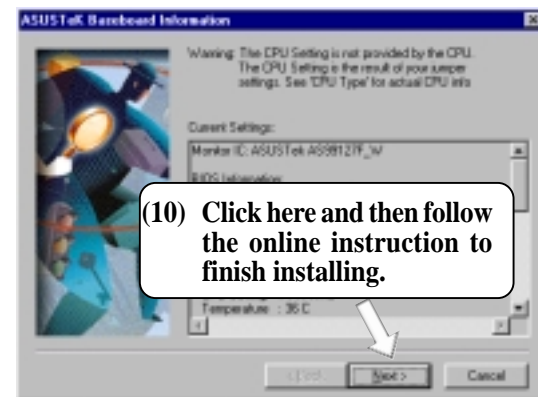 ASUSTeK Baseboard Information
Warning: The CPU Setting is not provided by the CPU.
The CPU Setting is the result of your jumper
settings. See 'CPU Type' for actual CPU info
Current Settings:
Monitor IC: ASUSTek AS99127F_W
BIOS Information:
(10) Click here and then follow
the online instruction to
finish installing.
Temperature : 36 C
< Back Next > Cancel